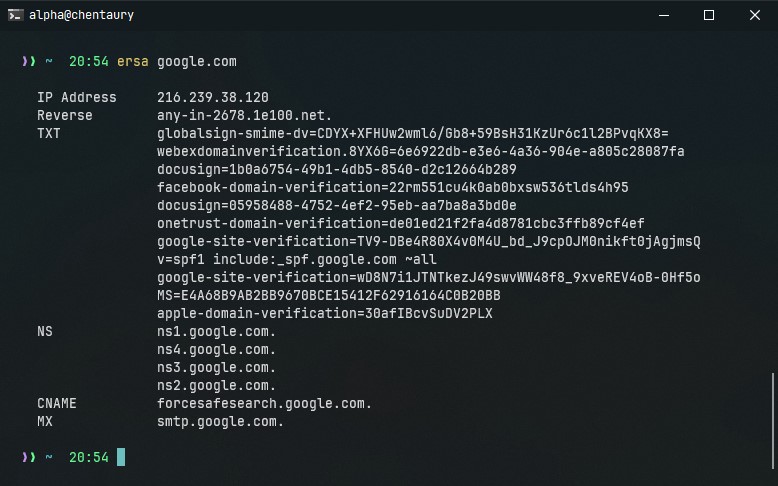 alpha@chentaury
❯❯ ~ 20:54 ersa google.com
IP Address 216.239.38.120
Reverse any-in-2678.1e100.net.
TXT globalsign-smime-dv=CDYX+XFHUw2wml6/Gb8+59BsH31KzUr6c1l2BPvqKX8=
webexdomainverification.8YX6G=6e6922db-e3e6-4a36-904e-a805c28087fa
docusign=1b0a6754-49b1-4db5-8540-d2c12664b289
facebook-domain-verification=22rm551cu4k0ab0bxsw536tlds4h95
docusign=05958488-4752-4ef2-95eb-aa7ba8a3bd0e
onetrust-domain-verification=de01ed21f2fa4d8781cbc3ffb89cf4ef
google-site-verification=TV9-DBe4R80X4v0M4U_bd_J9cpOJM0nikft0jAgjmsQ
v=spf1 include:_spf.google.com ~all
google-site-verification=wD8N7i1JTNTkezJ49swvWW48f8_9xveREV4oB-0Hf5o
MS=E4A68B9AB2BB9670BCE15412F62916164C0B20BB
apple-domain-verification=30afIBcvSuDV2PLX
NS ns1.google.com.
ns4.google.com.
ns3.google.com.
ns2.google.com.
CNAME forcesafesearch.google.com.
MX smtp.google.com.
❯❯ ~ 20:54